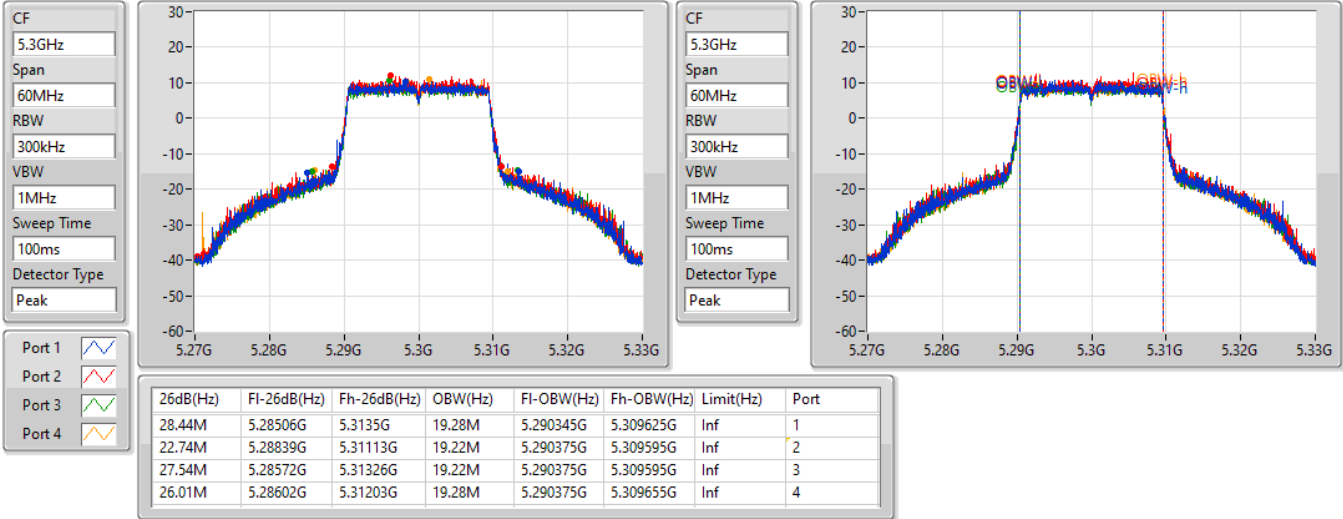 CF
5.3GHz
Span
60MHz
RBW
300kHz
VBW
1MHz
Sweep Time
100ms
Detector Type
Peak
30
20
10
0
-10
-20
-30
-40
-50
-60
5.27G 5.28G 5.29G 5.3G 5.31G 5.32G 5.33G
CF
5.3GHz
Span
60MHz
RBW
300kHz
VBW
1MHz
Sweep Time
100ms
Detector Type
Peak
30
20
10
0
-10
-20
-30
-40
-50
-60
OBW-h
5.27G 5.28G 5.29G 5.3G 5.31G 5.32G 5.33G
Port 1
Port 2
Port 3
Port 4
26dB(Hz) Fl-26dB(Hz) Fh-26dB(Hz) OBW(Hz) Fl-OBW(Hz) Fh-OBW(Hz) Limit(Hz) Port
28.44M 5.28506G 5.3135G 19.28M 5.290345G 5.309625G Inf 1
22.74M 5.28839G 5.31113G 19.22M 5.290375G 5.309595G Inf 2
27.54M 5.28572G 5.31326G 19.22M 5.290375G 5.309595G Inf 3
26.01M 5.28602G 5.31203G 19.28M 5.290375G 5.309655G Inf 4